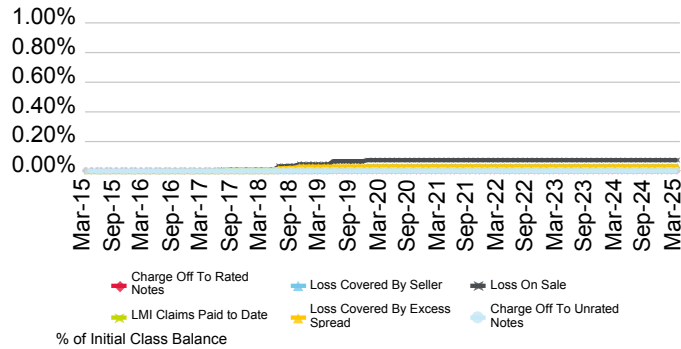 1.00%
0.80%
0.60%
0.40%
0.20%
0.00%
Mar-15
Sep-15
Mar-16
Sep-16
Mar-17
Sep-17
Mar-18
Sep-18
Mar-19
Sep-19
Mar-20
Sep-20
Mar-21
Sep-21
Mar-22
Sep-22
Mar-23
Sep-23
Mar-24
Sep-24
Mar-25
Charge Off To Rated
Notes
Loss Covered By Seller
Loss On Sale
LMI Claims Paid to Date
Loss Covered By Excess
Spread
Charge Off To Unrated
Notes
% of Initial Class Balance